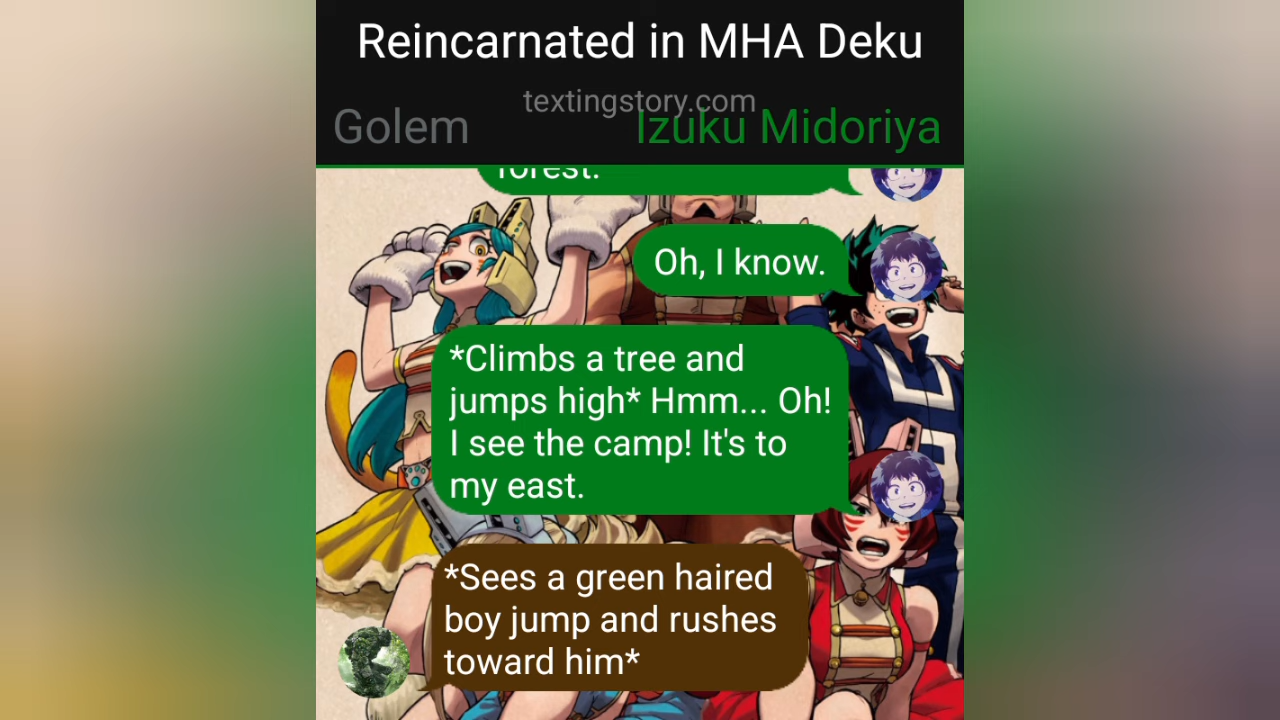 Reincarnated in MHA Deku
textingstory.com
Golem
Izuku Midoriya
forest.
Oh, I know.
*Climbs a tree and
jumps high* Hmm... Oh!
I see the camp! It's to
my east.
*Sees a green haired
boy jump and rushes
toward him*